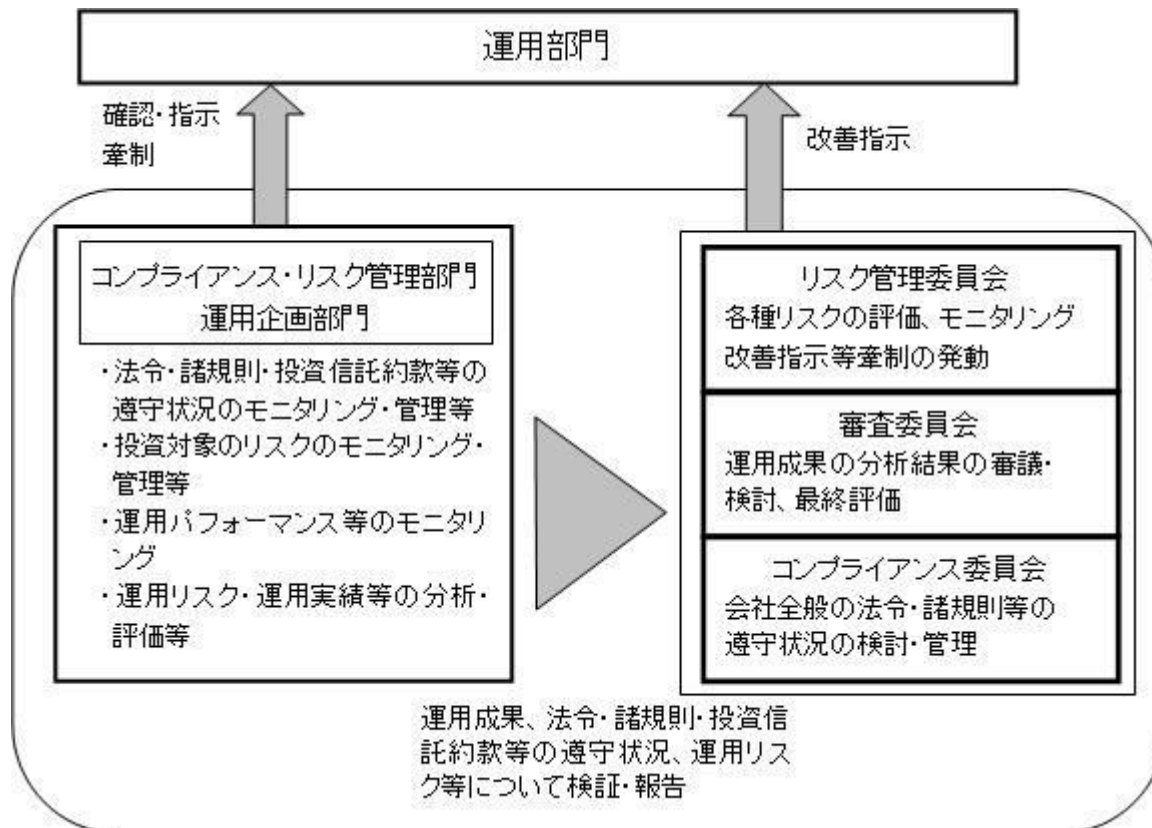 運用部門
確認・指示
牽制
改善指示
コンプライアンス・リスク管理部門
運用企画部門
・法令・諸規則・投資信託約款等の
遵守状況のモニタリング・管理等
・投資対象のリスクのモニタリング・
管理等
・運用パフォーマンス等のモニタリ
ング
・運用リスク・運用実績等の分析・
評価等
リスク管理委員会
各種リスクの評価、モニタリング
改善指示等牽制の発動
審査委員会
運用成果の分析結果の審議・
検討、最終評価
コンプライアンス委員会
会社全般の法令・諸規則等の
遵守状況の検討・管理
運用成果、法令・諸規則・投資信
託約款等の遵守状況、運用リス
ク等について検証・報告